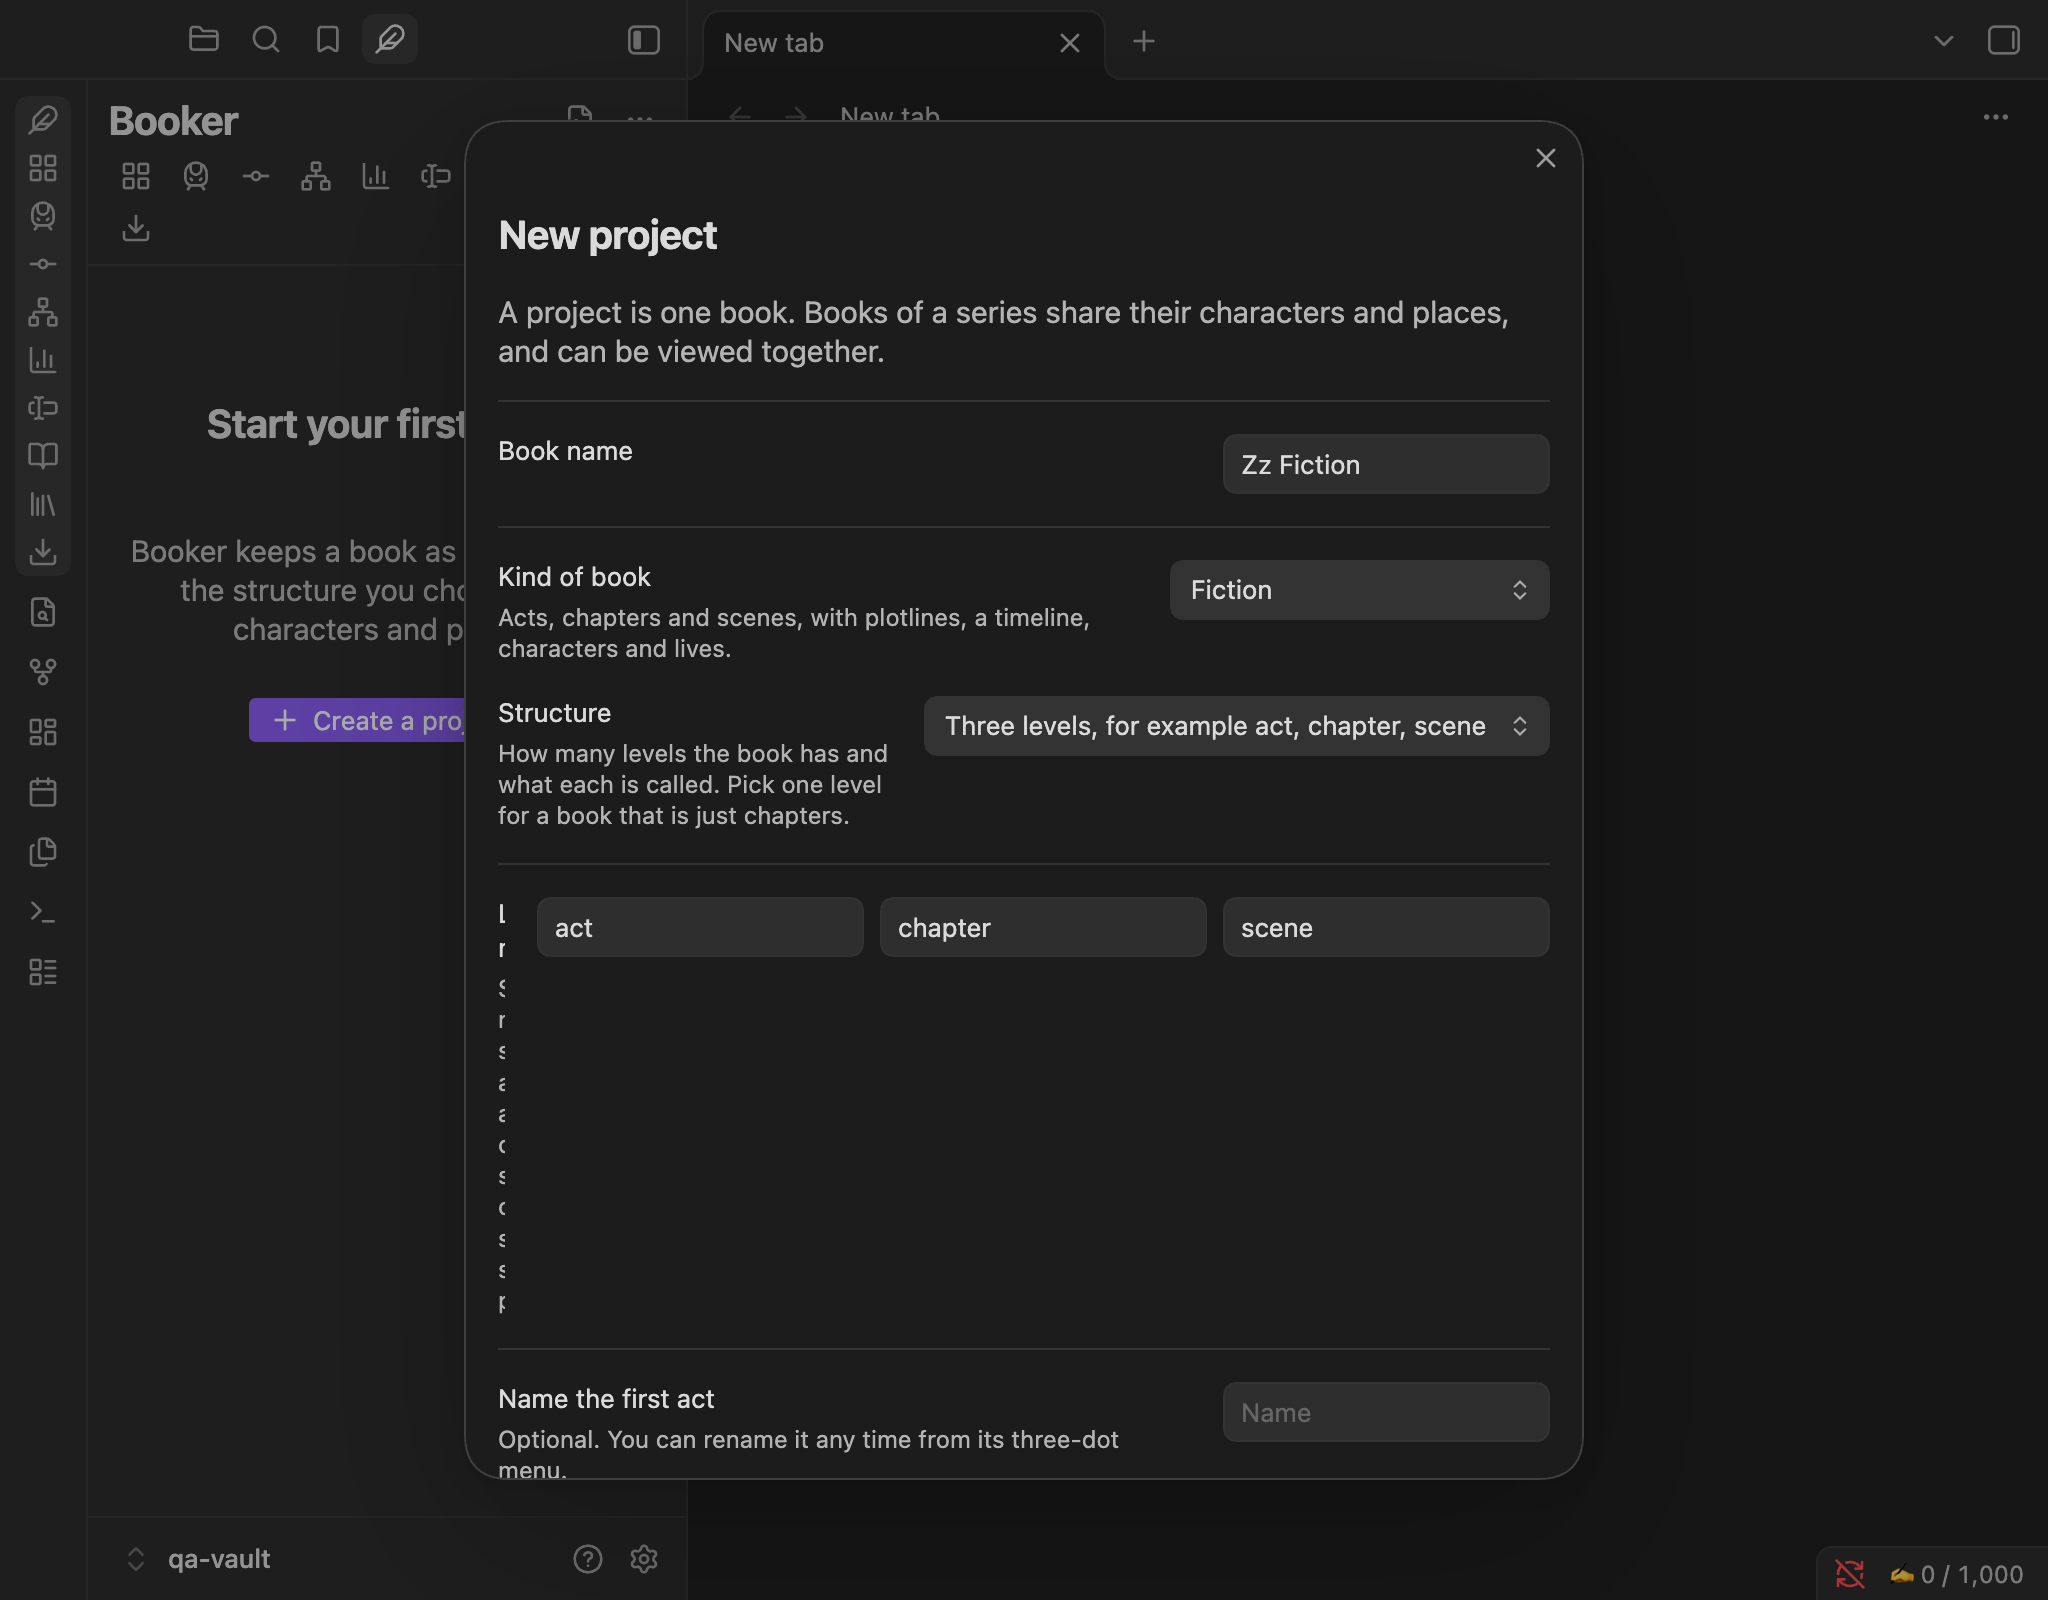 New tab
Booker
New tab
New project
A project is one book. Books of a series share their characters and places,
and can be viewed together.
Book name
Zz Fiction
Kind of book
Fiction
Acts, chapters and scenes, with plotlines, a timeline,
characters and lives.
Structure
Three levels, for example act, chapter, scene
How many levels the book has and
what each is called. Pick one level
for a book that is just chapters.
act
chapter
scene
Name the first act
Name
Optional. You can rename it any time from its three-dot
menu.
Start your first
Booker keeps a book as
the structure you
characters and
Create a
qa-vault
0 / 1,000